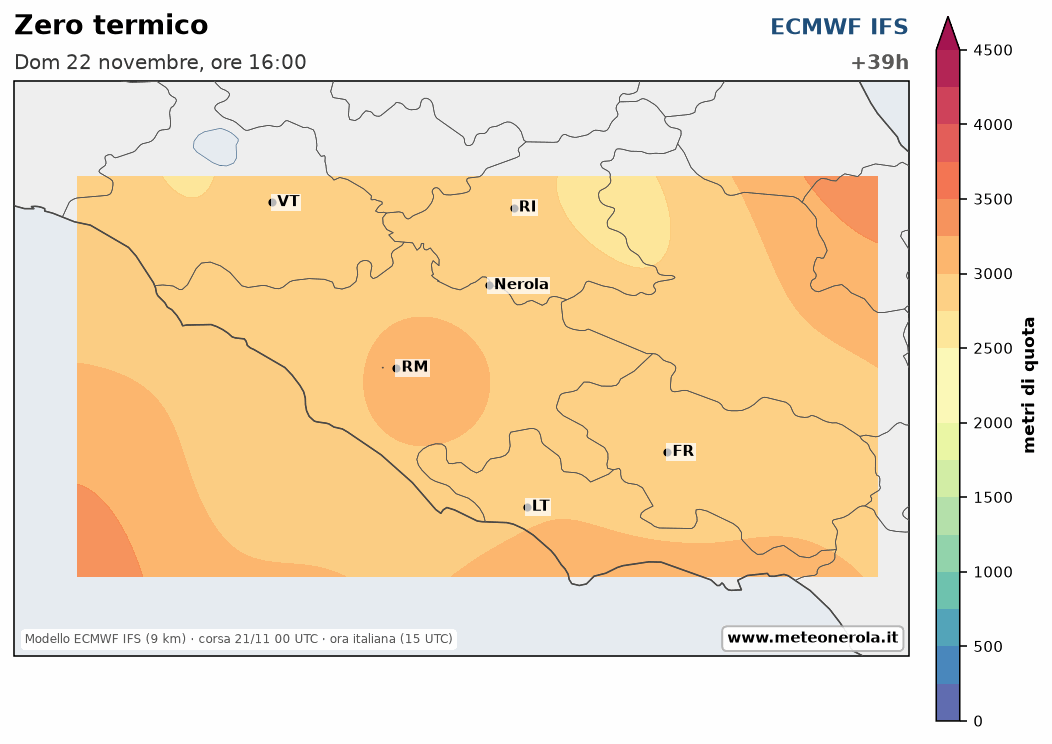 Zero termico
ECMWF IFS
Dom 22 novembre, ore 16:00
+39h
4500
4000
3500
3000
2500
2000
1500
1000
500
0
metri di quota
VT
RI
Nerola
RM
FR
LT
Modello ECMWF IFS (9 km) · corsa 21/11 00 UTC · ora italiana (15 UTC)
www.meteonerola.it